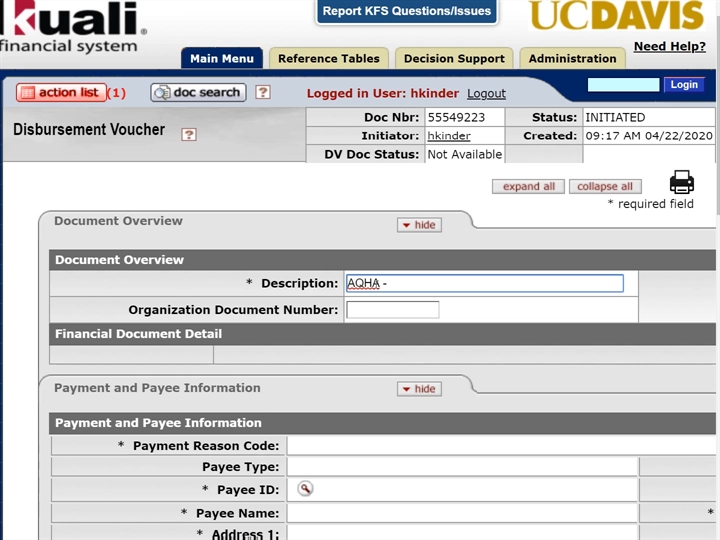 kuali®
financial system
Report KFS Questions/Issues
UCDAVIS
Need Help?
Main Menu Reference Tables Decision Support Administration
action list (1) doc search ? Logged in User: hkinder Logout Login
Disbursement Voucher ?
Doc Nbr: 55549223 Status: INITIATED
Initiator: hkinder Created: 09:17 AM 04/22/2020
DV Doc Status: Not Available
expand all collapse all
* required field
Document Overview hide
Document Overview
* Description: AQHA -
Organization Document Number:
Financial Document Detail
Payment and Payee Information hide
Payment and Payee Information
* Payment Reason Code:
Payee Type:
* Payee ID:
* Payee Name: *
* Address 1: